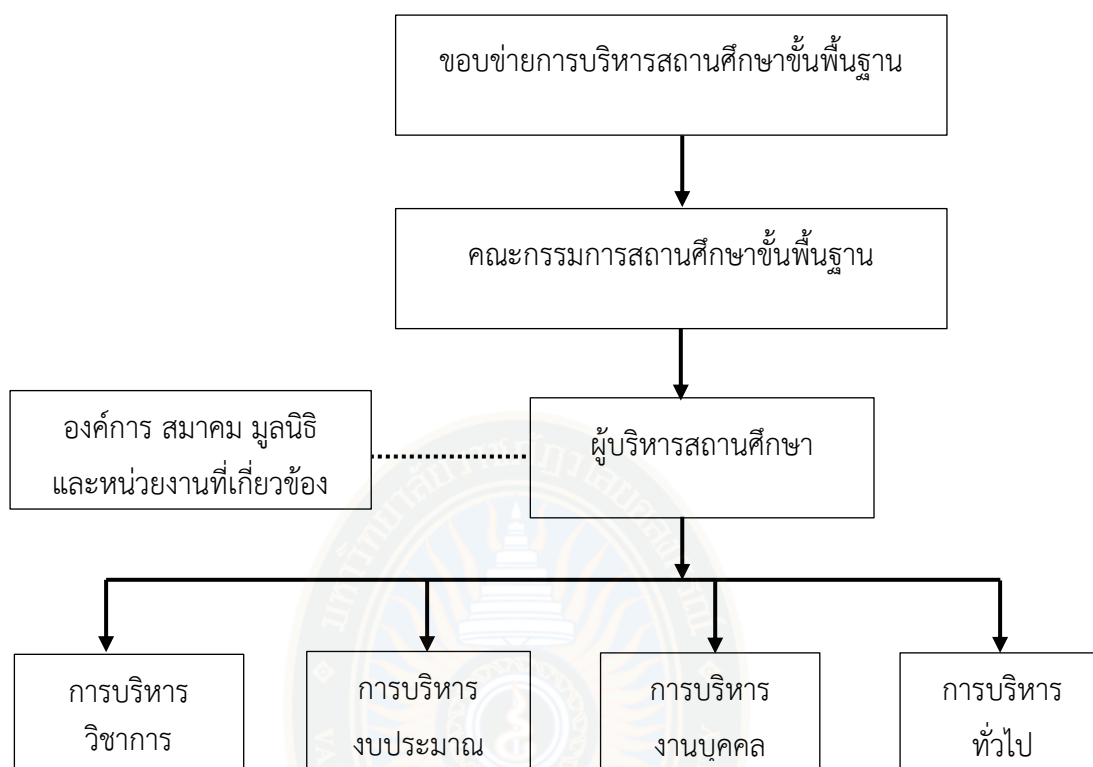 ขอบข่ายการบริหารสถานศึกษาขั้นพื้นฐาน
คณะกรรมการสถานศึกษาขั้นพื้นฐาน
องค์การ สมาคม มูลนิธิ
และหน่วยงานที่เกี่ยวข้อง
ผู้บริหารสถานศึกษา
การบริหาร
วิชาการ
การบริหาร
งบประมาณ
การบริหาร
งานบุคคล
การบริหาร
ทั่วไป